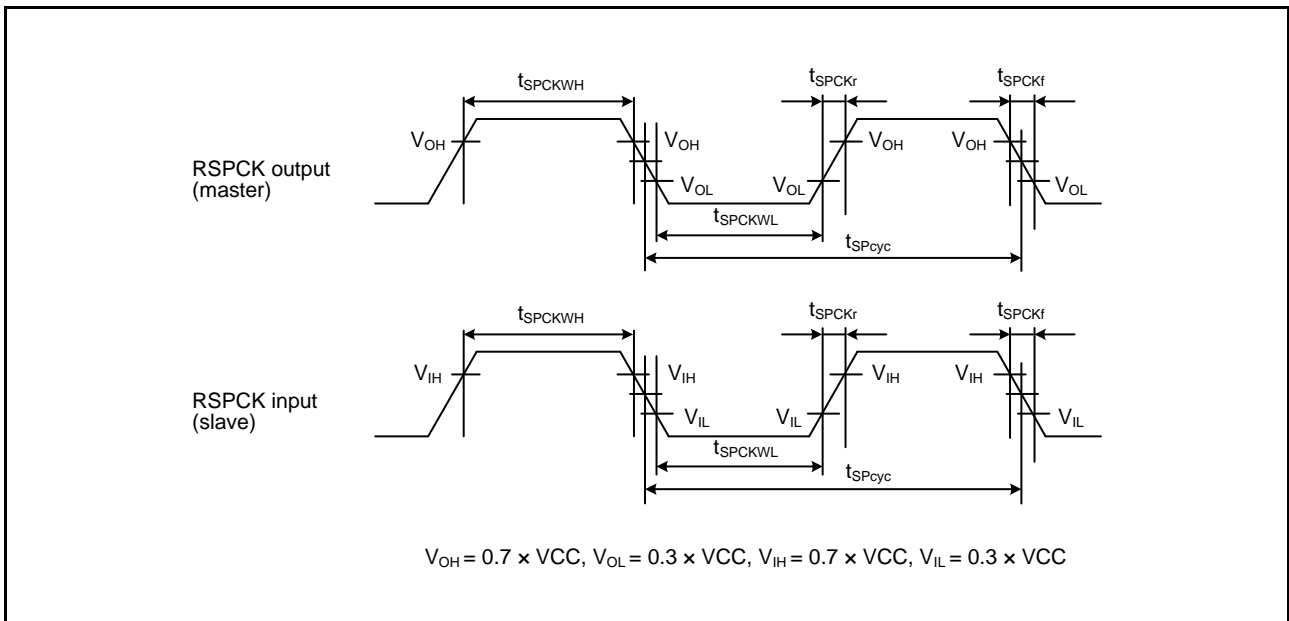 tSPCKWH tSPCKr tSPCKf
VOH VOH VOH VOH
RSPCK output
(master)
VOL VOL VOL
tSPCKWL
tSPcyc
tSPCKWH tSPCKr tSPCKf
VIH VIH VIH VIH
RSPCK input
(slave)
VIL VIL VIL
tSPCKWL
tSPcyc
VOH = 0.7 × VCC, VOL = 0.3 × VCC, VIH = 0.7 × VCC, VIL = 0.3 × VCC